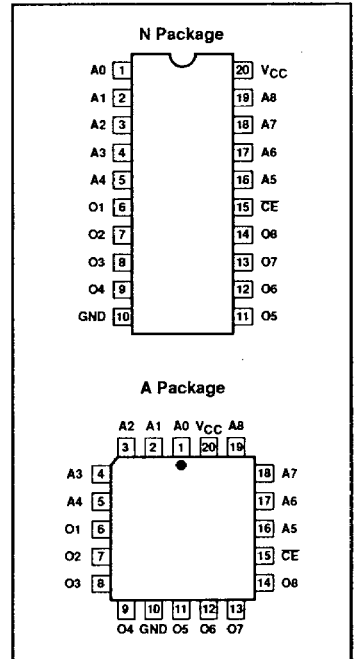 N Package
A0 1 20 VCC
A1 2 19 A8
A2 3 18 A7
A3 4 17 A6
A4 5 16 A5
O1 6 15 C̅E̅
O2 7 14 O8
O3 8 13 O7
O4 9 12 O6
GND 10 11 O5
A Package
A2 A1 A0 VCC A8
3 2 1 20 19
A3 4 18 A7
A4 5 17 A6
O1 6 16 A5
O2 7 15 C̅E̅
O3 8 14 O8
9 10 11 12 13
O4 GND O5 O6 O7